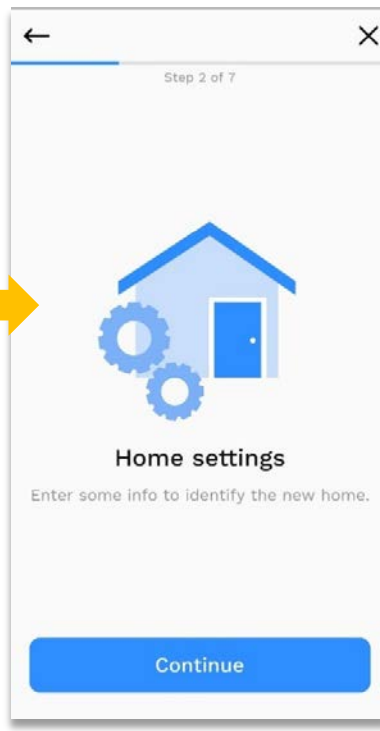 Step 2 of 7
Home settings
Enter some info to identify the new home.
Continue